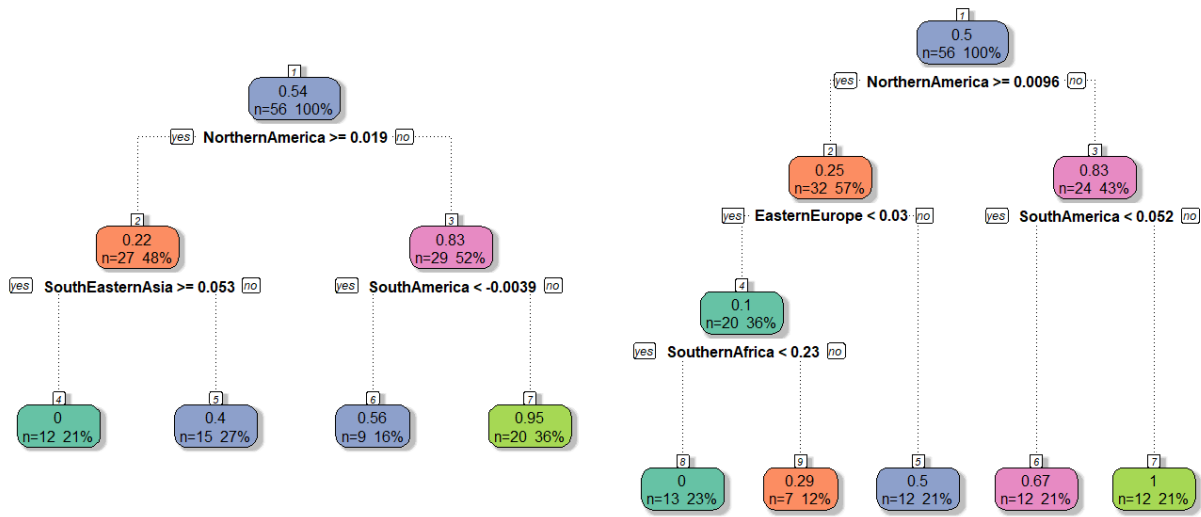 1
0.54
n=56 100%
yes NorthernAmerica >= 0.019 no
2
0.22
n=27 48%
yes SouthEasternAsia >= 0.053 no
3
0.83
n=29 52%
yes SouthAmerica < -0.0039 no
4
0
n=12 21%
5
0.4
n=15 27%
6
0.56
n=9 16%
7
0.95
n=20 36%
1
0.5
n=56 100%
yes NorthernAmerica >= 0.0096 no
2
0.25
n=32 57%
yes EasternEurope < 0.03 no
3
0.83
n=24 43%
yes SouthAmerica < 0.052 no
4
0.1
n=20 36%
yes SouthernAfrica < 0.23 no
8
0
n=13 23%
9
0.29
n=7 12%
5
0.5
n=12 21%
6
0.67
n=12 21%
7
1
n=12 21%